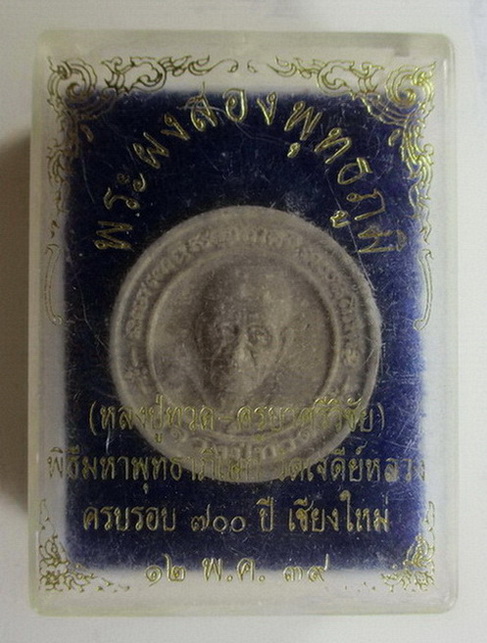 พระผงสองพุทธภูมิ
(หลวงปู่ทวด-ครูบาศรีวิชัย)
พิธีมหาพุทธาภิเษก วัดเจดีย์หลวง
ครบรอบ ๗๐๐ ปี เชียงใหม่
๑๒ พ.ค. ๓๙